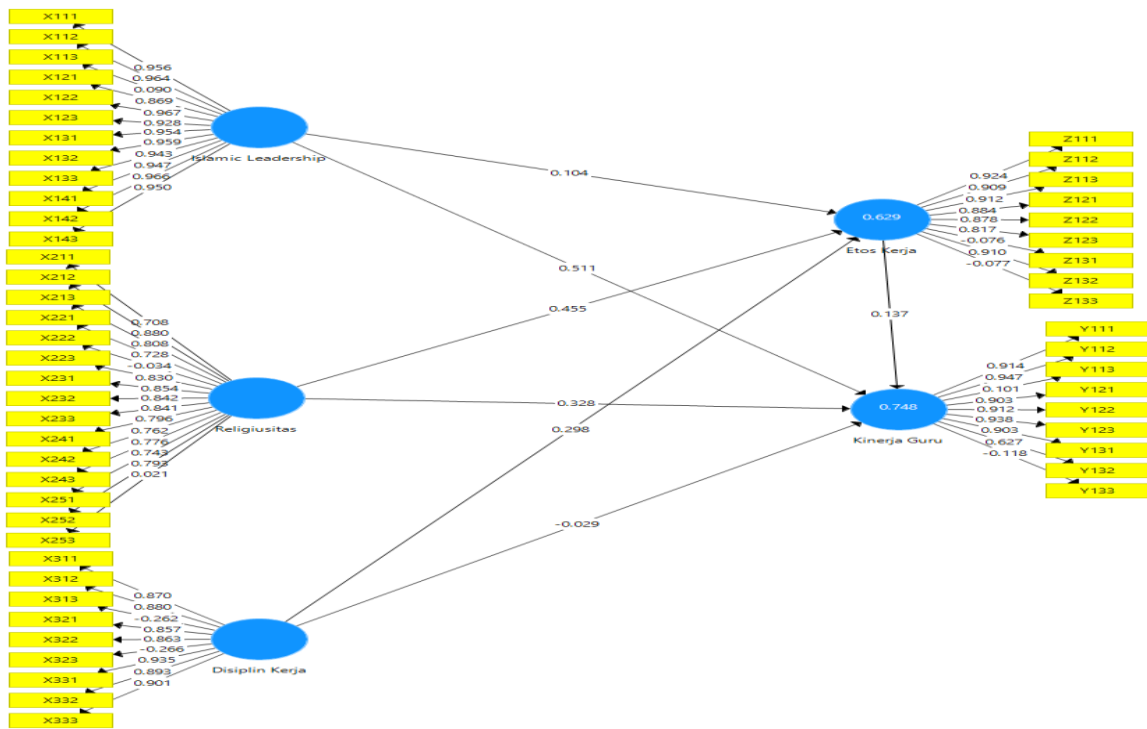 X111
X112
X113
X121
X122
X123
X131
X132
X133
X141
X142
X143
0.956
0.964
0.090
0.869
0.967
0.928
0.954
0.959
0.943
0.947
0.966
0.950
Islamic Leadership
X211
X212
X213
X221
X222
X223
X231
X232
X233
X241
X242
X243
X251
X252
X253
0.708
0.880
0.808
0.728
-0.034
0.830
0.854
0.842
0.841
0.796
0.762
0.776
0.743
0.793
0.021
Religiusitas
X311
X312
X313
X321
X322
X323
X331
X332
X333
0.870
0.880
-0.262
0.857
0.863
-0.266
0.935
0.893
0.901
Disiplin Kerja
0.104
0.511
0.455
0.328
0.298
-0.029
0.137
0.629
Etos Kerja
0.924
0.909
0.912
0.884
0.878
0.817
-0.076
0.910
-0.077
Z111
Z112
Z113
Z121
Z122
Z123
Z131
Z132
Z133
0.748
Kinerja Guru
0.914
0.947
0.101
0.903
0.912
0.938
0.903
0.627
-0.118
Y111
Y112
Y113
Y121
Y122
Y123
Y131
Y132
Y133